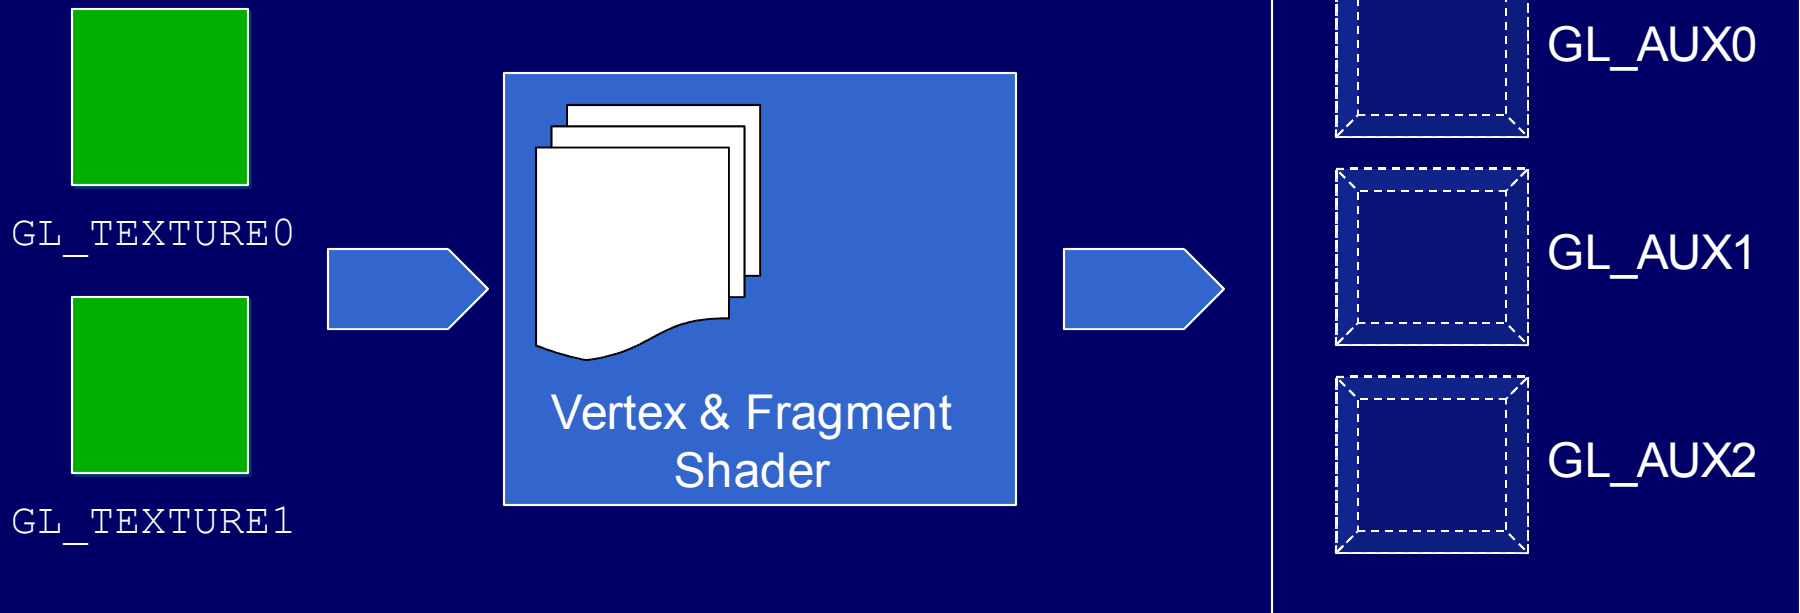 GL_TEXTURE0
GL_TEXTURE1
Vertex & Fragment
Shader
GL_AUX0
GL_AUX1
GL_AUX2